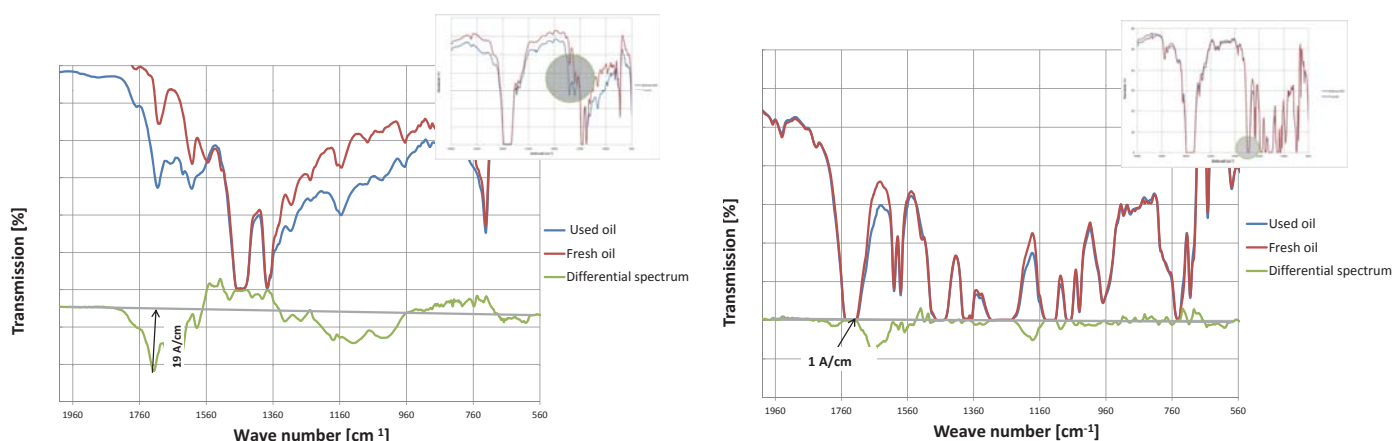 Transmission [%]
19 A/cm
Used oil
Fresh oil
Differential spectrum
1960 1760 1560 1360 1160 960 760 560
Wave number [cm 1]
Transmission [%]
1 A/cm
Used oil
Fresh oil
Differential spectrum
1960 1760 1560 1360 1160 960 760 560
Weave number [cm-1]